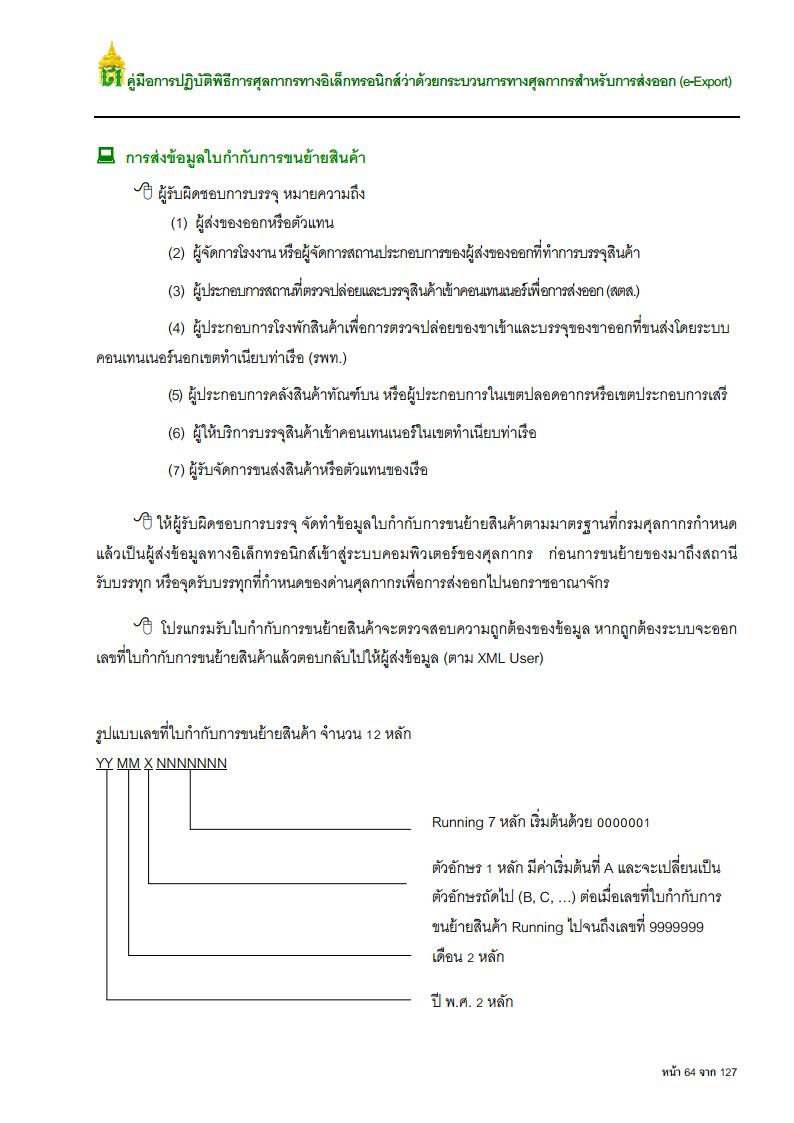 คู่มือการปฏิบัติพิธีการศุลกากรทางอิเล็กทรอนิกส์ว่าด้วยกระบวนการทางศุลกากรสำหรับการส่งออก (e-Export)
การส่งข้อมูลใบกำกับการขนย้ายสินค้า
ผู้รับผิดชอบการบรรจุ หมายความถึง
(1) ผู้ส่งของออกหรือตัวแทน
(2) ผู้จัดการโรงงาน หรือผู้จัดการสถานประกอบการของผู้ส่งของออกที่ทำการบรรจุสินค้า
(3) ผู้ประกอบการสถานที่ตรวจปล่อยและบรรจุสินค้าเข้าคอนเทนเนอร์เพื่อการส่งออก (สตส.)
(4) ผู้ประกอบการโรงพักสินค้าเพื่อการตรวจปล่อยของขาเข้าและบรรจุของขาออกที่ขนส่งโดยระบบ
คอนเทนเนอร์นอกเขตทำเนียบท่าเรือ (รพท.)
(5) ผู้ประกอบการคลังสินค้าทัณฑ์บน หรือผู้ประกอบการในเขตปลอดอากรหรือเขตประกอบการเสรี
(6) ผู้ให้บริการบรรจุสินค้าเข้าคอนเทนเนอร์ในเขตทำเนียบท่าเรือ
(7) ผู้รับจัดการขนส่งสินค้าหรือตัวแทนของเรือ
ให้ผู้รับผิดชอบการบรรจุ จัดทำข้อมูลใบกำกับการขนย้ายสินค้าตามมาตรฐานที่กรมศุลกากรกำหนด
แล้วเป็นผู้ส่งข้อมูลทางอิเล็กทรอนิกส์เข้าสู่ระบบคอมพิวเตอร์ของศุลกากร ก่อนการขนย้ายของมาถึงสถานี
รับบรรทุก หรือจุดรับบรรทุกที่กำหนดของด่านศุลกากรเพื่อการส่งออกไปนอกราชอาณาจักร
โปรแกรมรับใบกำกับการขนย้ายสินค้าจะตรวจสอบความถูกต้องของข้อมูล หากถูกต้องระบบจะออก
เลขที่ใบกำกับการขนย้ายสินค้าแล้วตอบกลับไปให้ผู้ส่งข้อมูล (ตาม XML User)
รูปแบบเลขที่ใบกำกับการขนย้ายสินค้า จำนวน 12 หลัก
YY MM X NNNNNNN
Running 7 หลัก เริ่มต้นด้วย 0000001
ตัวอักษร 1 หลัก มีค่าเริ่มต้นที่ A และจะเปลี่ยนเป็น
ตัวอักษรถัดไป (B, C, …) ต่อเมื่อเลขที่ใบกำกับการ
ขนย้ายสินค้า Running ไปจนถึงเลขที่ 9999999
เดือน 2 หลัก
ปี พ.ศ. 2 หลัก
หน้า 64 จาก 127